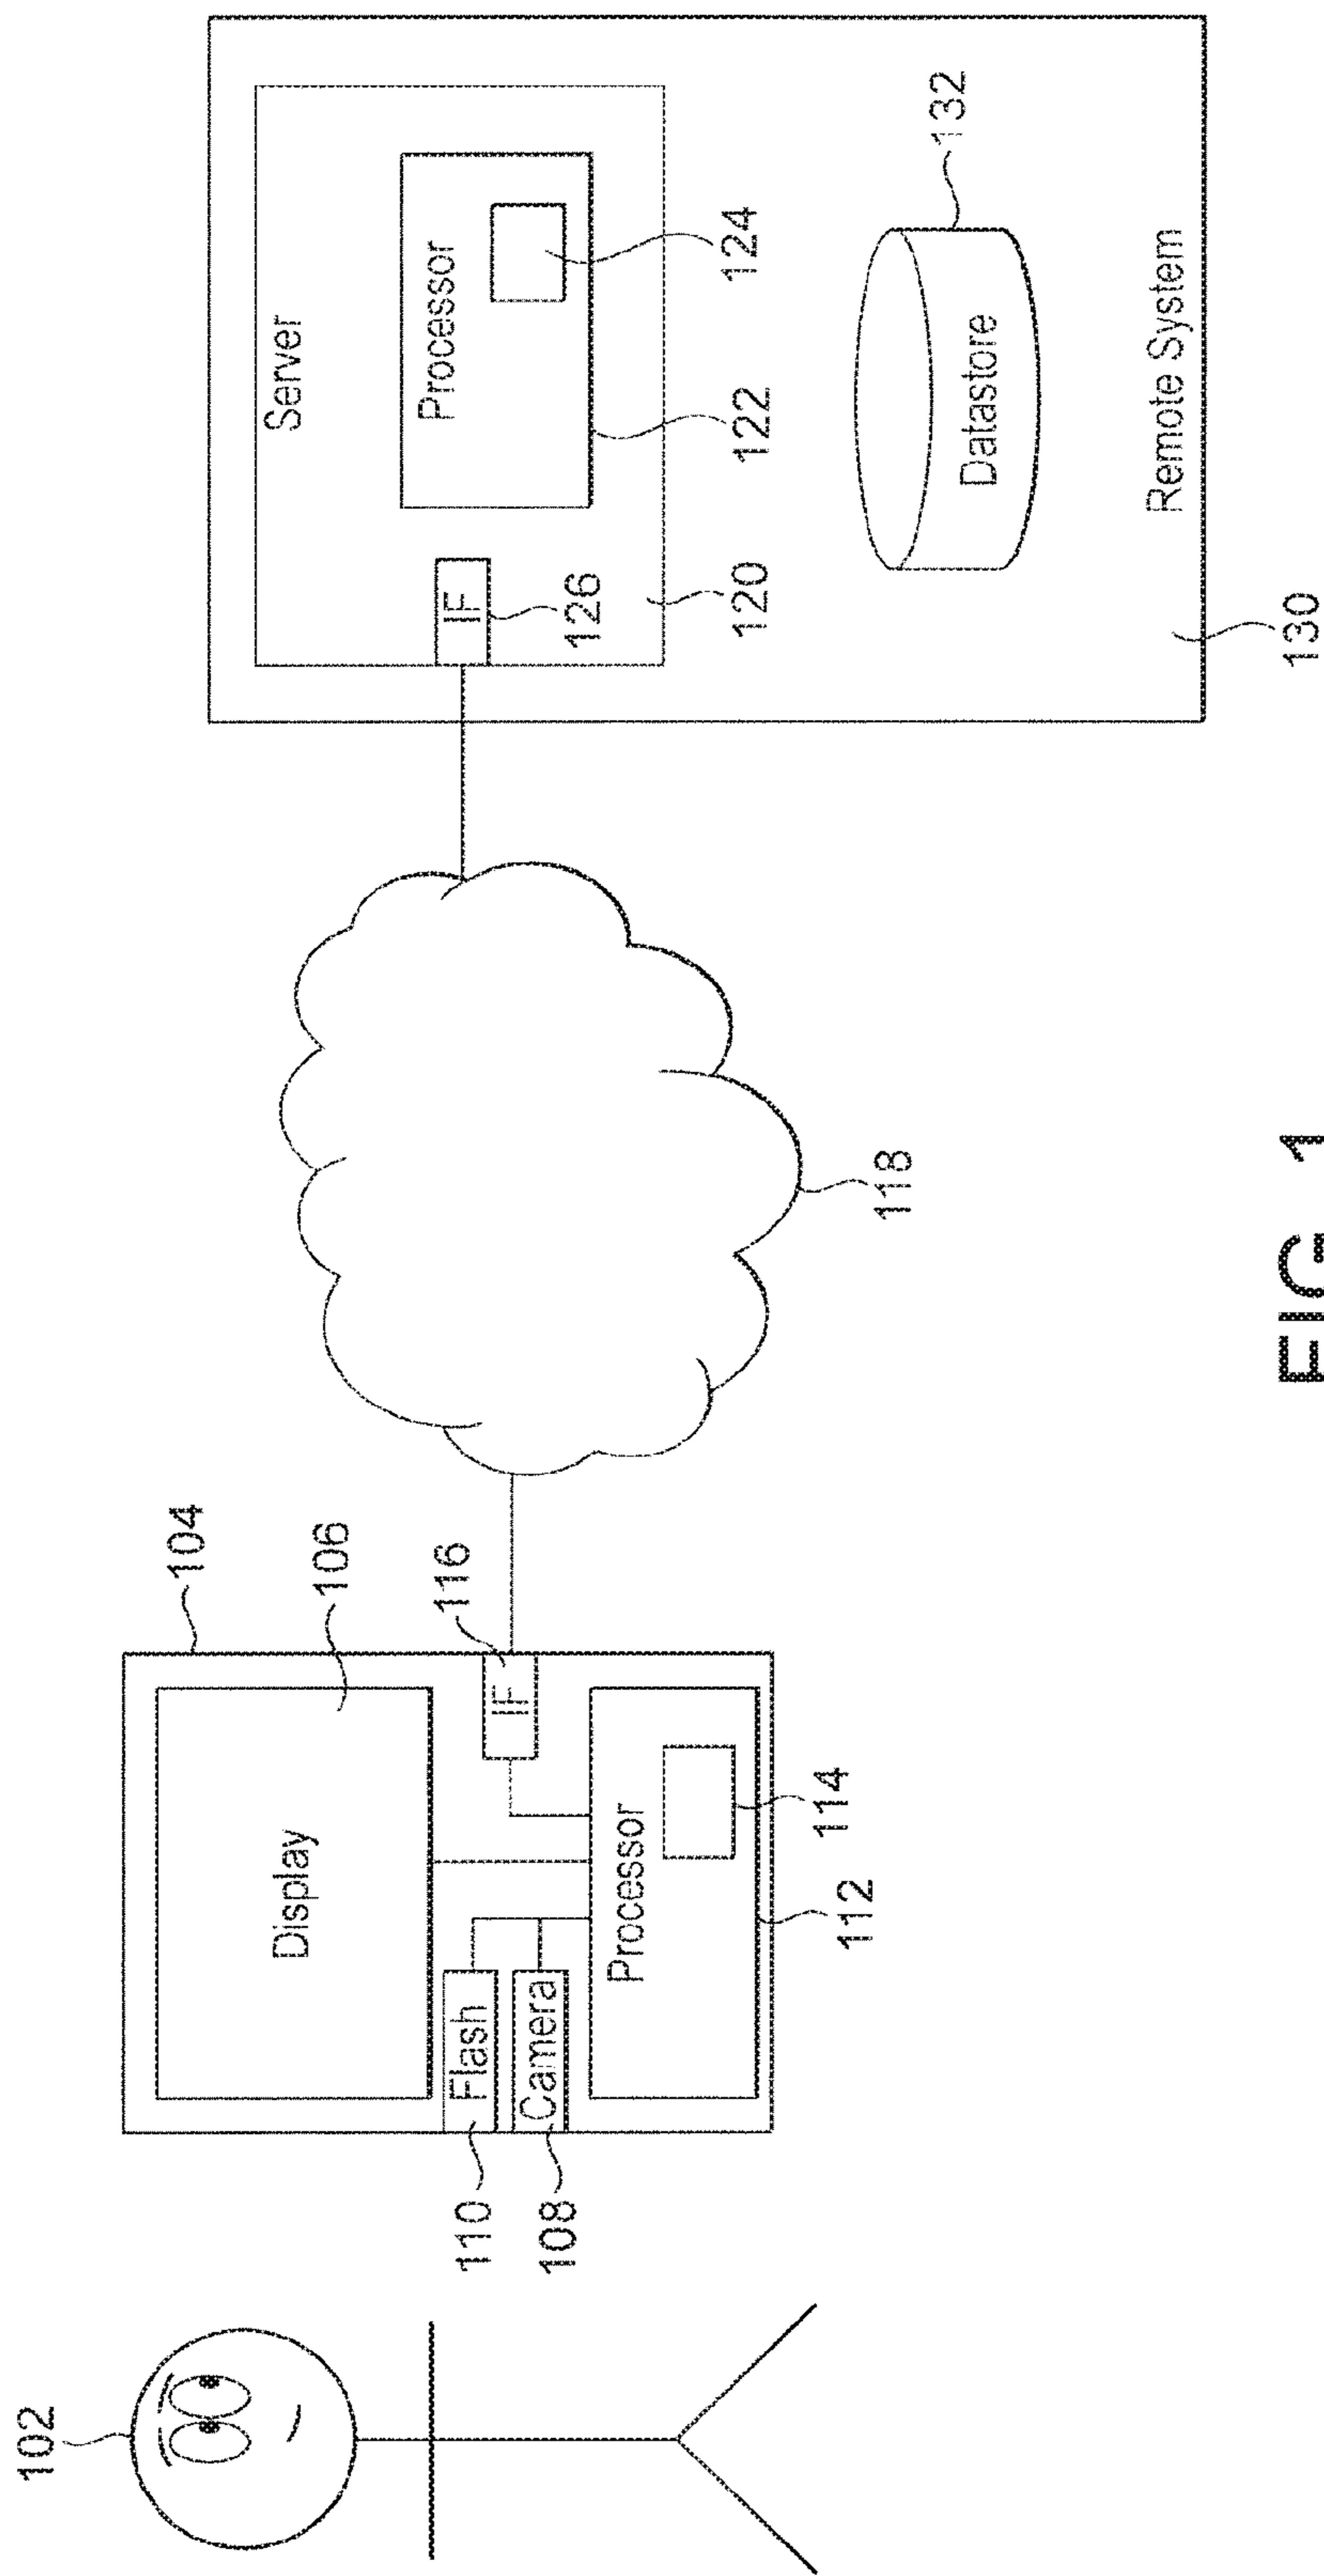 102
104
Display
106
Flash
110
Camera
108
IF
116
Processor
114
112
118
Server
Processor
124
122
IF
126
120
Datastore
132
Remote System
130
FIG. 1